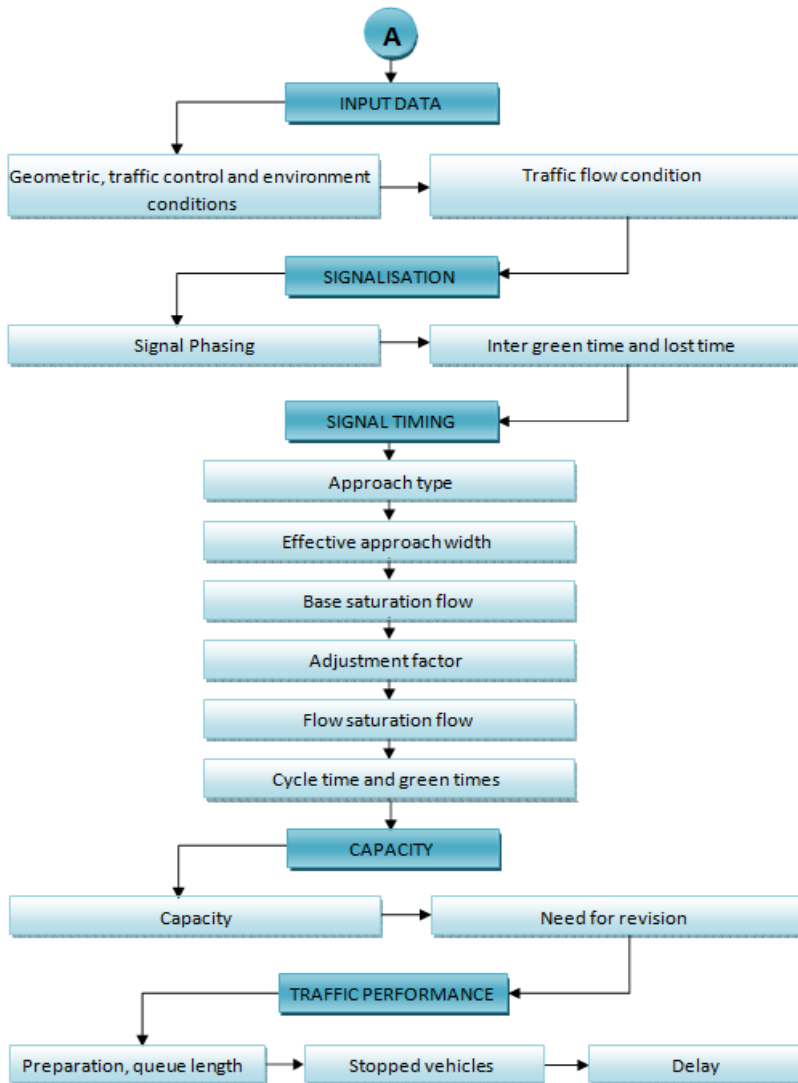 A
INPUT DATA
Geometric, traffic control and environment
conditions
Traffic flow condition
SIGNALISATION
Signal Phasing
Inter green time and lost time
SIGNAL TIMING
Approach type
Effective approach width
Base saturation flow
Adjustment factor
Flow saturation flow
Cycle time and green times
CAPACITY
Capacity
Need for revision
TRAFFIC PERFORMANCE
Preparation, queue length
Stopped vehicles
Delay